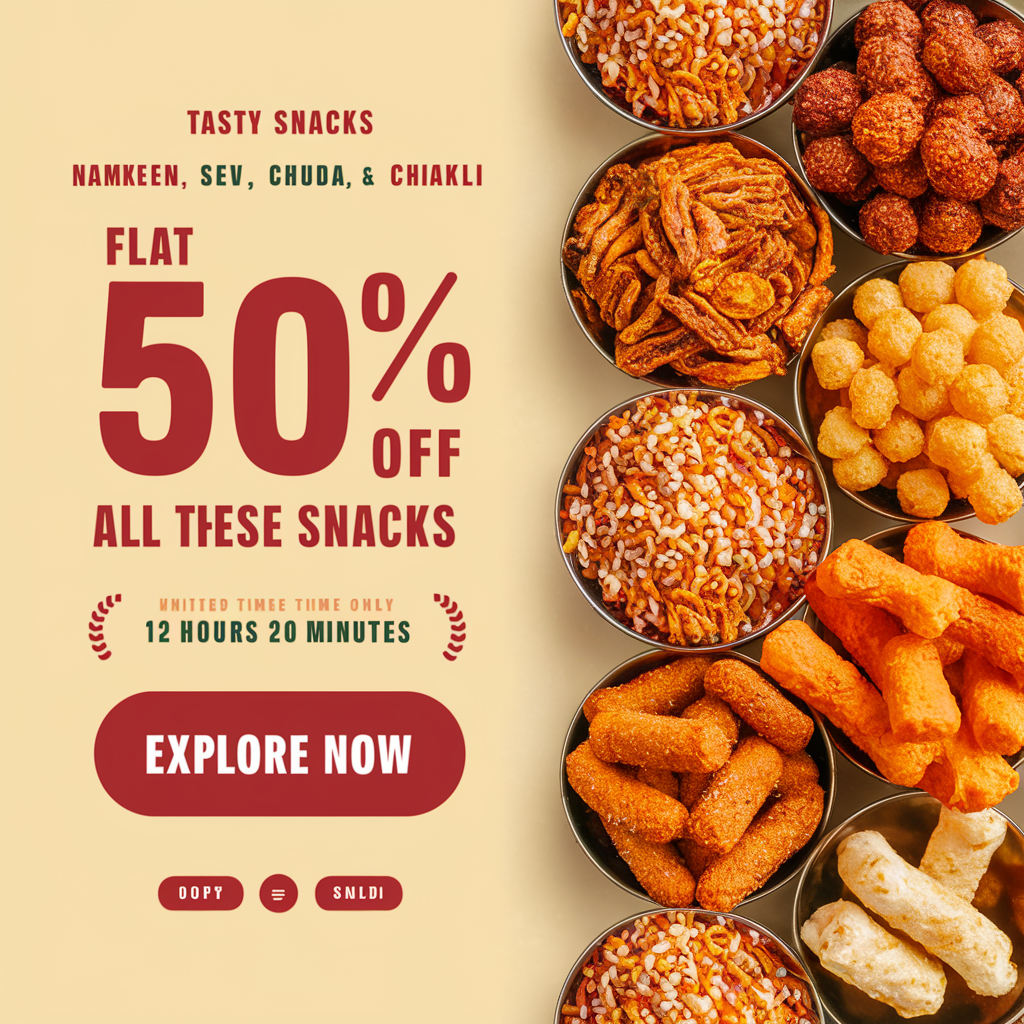 TASTY SNACKS
NAMKEEN, SEV, CHUDA, & CHIAKLI
FLAT
50%
OFF
ALL THESE SNACKS
UNITTED TIMEE TIIME ONLY
12 HOURS 20 MINUTES
EXPLORE NOW
OOPY SNLDI